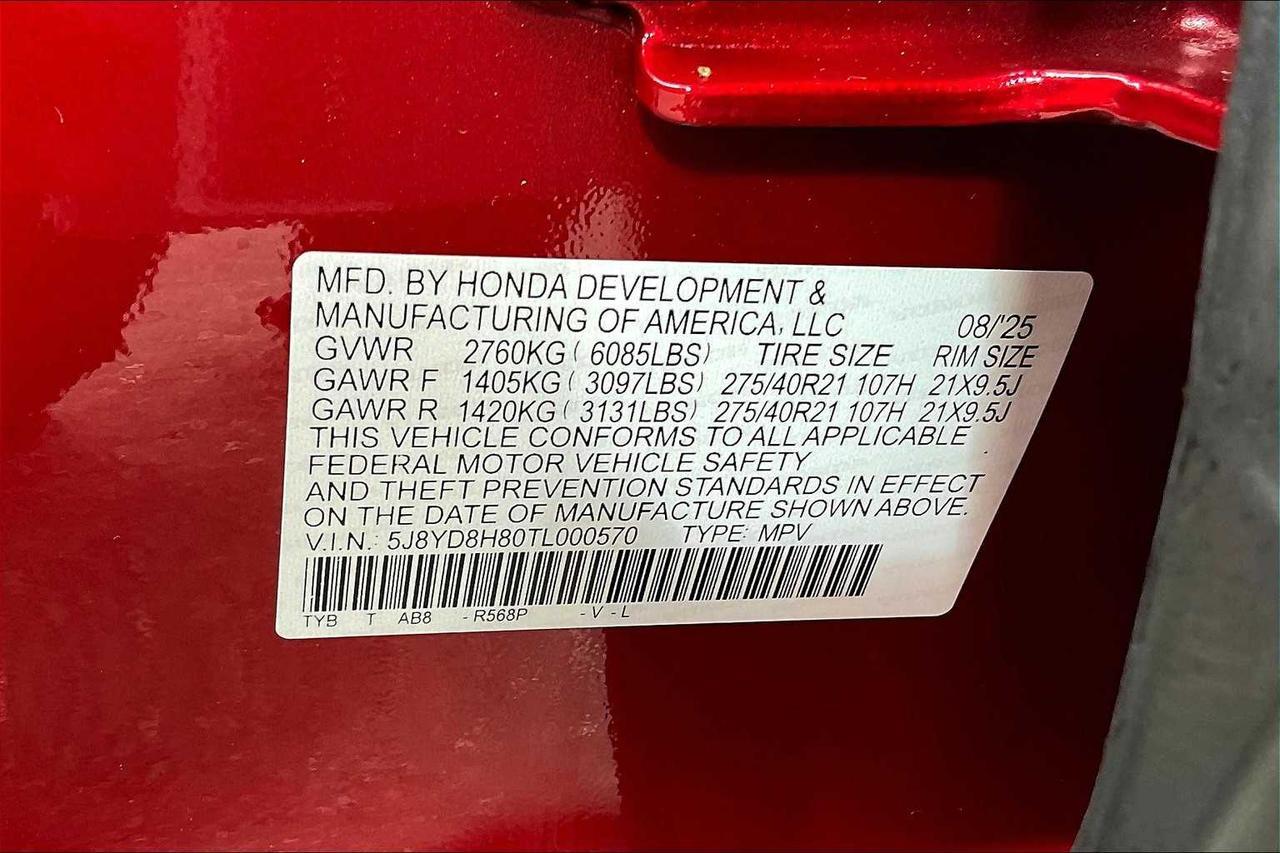 MFD. BY HONDA DEVELOPMENT &
MANUFACTURING OF AMERICA, LLC 08/'25
GVWR 2760KG ( 6085LBS) TIRE SIZE RIM SIZE
GAWR F 1405KG ( 3097LBS) 275/40R21 107H 21X9.5J
GAWR R 1420KG ( 3131LBS) 275/40R21 107H 21X9.5J
THIS VEHICLE CONFORMS TO ALL APPLICABLE
FEDERAL MOTOR VEHICLE SAFETY
AND THEFT PREVENTION STANDARDS IN EFFECT
ON THE DATE OF MANUFACTURE SHOWN ABOVE.
V.I.N.: 5J8YD8H80TL000570 TYPE: MPV
TYB T AB8 - R568P - V - L